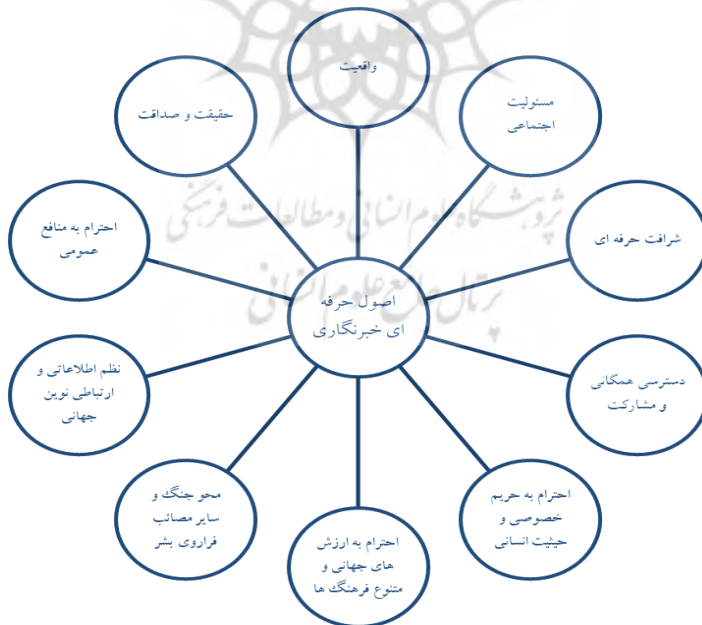 واقعیت
مسئولیت
اجتماعی
شرافت حرفه ای
دسترسی همگانی
و مشارکت
احترام به حریم
خصوصی و
حیثیت انسانی
احترام به ارزش
های جهانی و
متنوع فرهنگ ها
محو جنگ و
سایر مصائب
فراروی بشر
نظم اطلاعاتی و
ارتباطی نوین
جهانی
احترام به منافع
عمومی
حقیقت و صداقت
اصول حرفه
ای خبرنگاری
پژوهشگاه علوم انسانی و مطالعات فرهنگی
پرتال جامع علوم انسانی